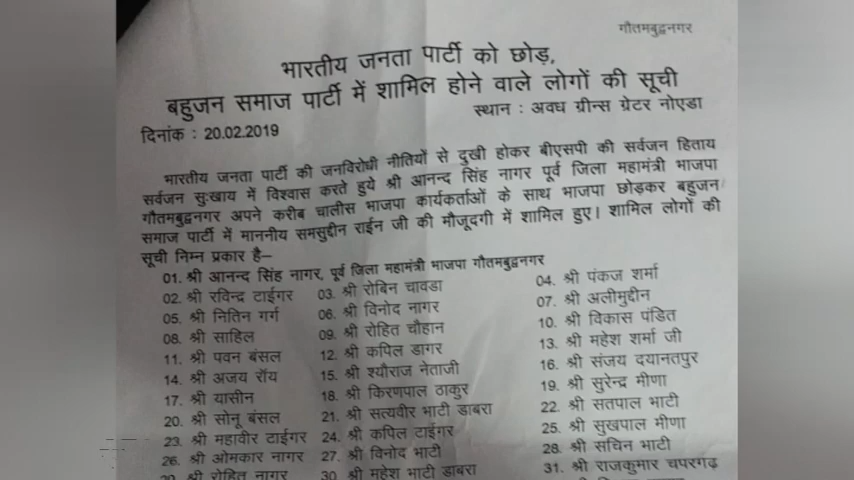 गौतमबुद्वनगर
भारतीय जनता पार्टी को छोड़,
बहुजन समाज पार्टी में शामिल होने वाले लोगों की सूची
स्थान : अवध ग्रीन्स ग्रेटर नोएडा
दिनांक : 20.02.2019
भारतीय जनता पार्टी की जनविरोधी नीतियों से दुखी होकर बीएसपी की सर्वजन हिताय
सर्वजन सुःखाय में विश्वास करते हुये श्री आनन्द सिंह नागर पूर्व जिला महामंत्री भाजपा
गौतमबुद्वनगर अपने करीब चालीस भाजपा कार्यकर्ताओं के साथ भाजपा छोड़कर बहुजन
समाज पार्टी में माननीय समसुद्दीन राईन जी की मौजूदगी में शामिल हुए। शामिल लोगों की
सूची निम्न प्रकार है–
01. श्री आनन्द सिंह नागर, पूर्व जिला महामंत्री भाजपा गौतमबुद्वनगर
02. श्री रविन्द्र टाईगर 03. श्री रोबिन चावडा 04. श्री पंकज शर्मा
05. श्री नितिन गर्ग 06. श्री विनोद नागर 07. श्री अलीमुद्दीन
08. श्री साहिल 09. श्री रोहित चौहान 10. श्री विकास पंडित
11. श्री पवन बंसल 12. श्री कपिल डागर 13. श्री महेश शर्मा जी
14. श्री अजय रॉय 15. श्री श्यौराज नेताजी 16. श्री संजय दयानतपुर
17. श्री यासीन 18. श्री किरणपाल ठाकुर 19. श्री सुरेन्द्र मीणा
20. श्री सोनू बंसल 21. श्री सत्यवीर भाटी डाबरा 22. श्री सतपाल भाटी
23. श्री महावीर टाईगर 24. श्री कपिल टाईगर 25. श्री सुखपाल मीणा
26. श्री ओमकार नागर 27. श्री विनोद भाटी 28. श्री सचिन भाटी
29. श्री रोहित नागर 30. श्री महेश भाटी डाबरा 31. श्री राजकुमार चपरगढ़